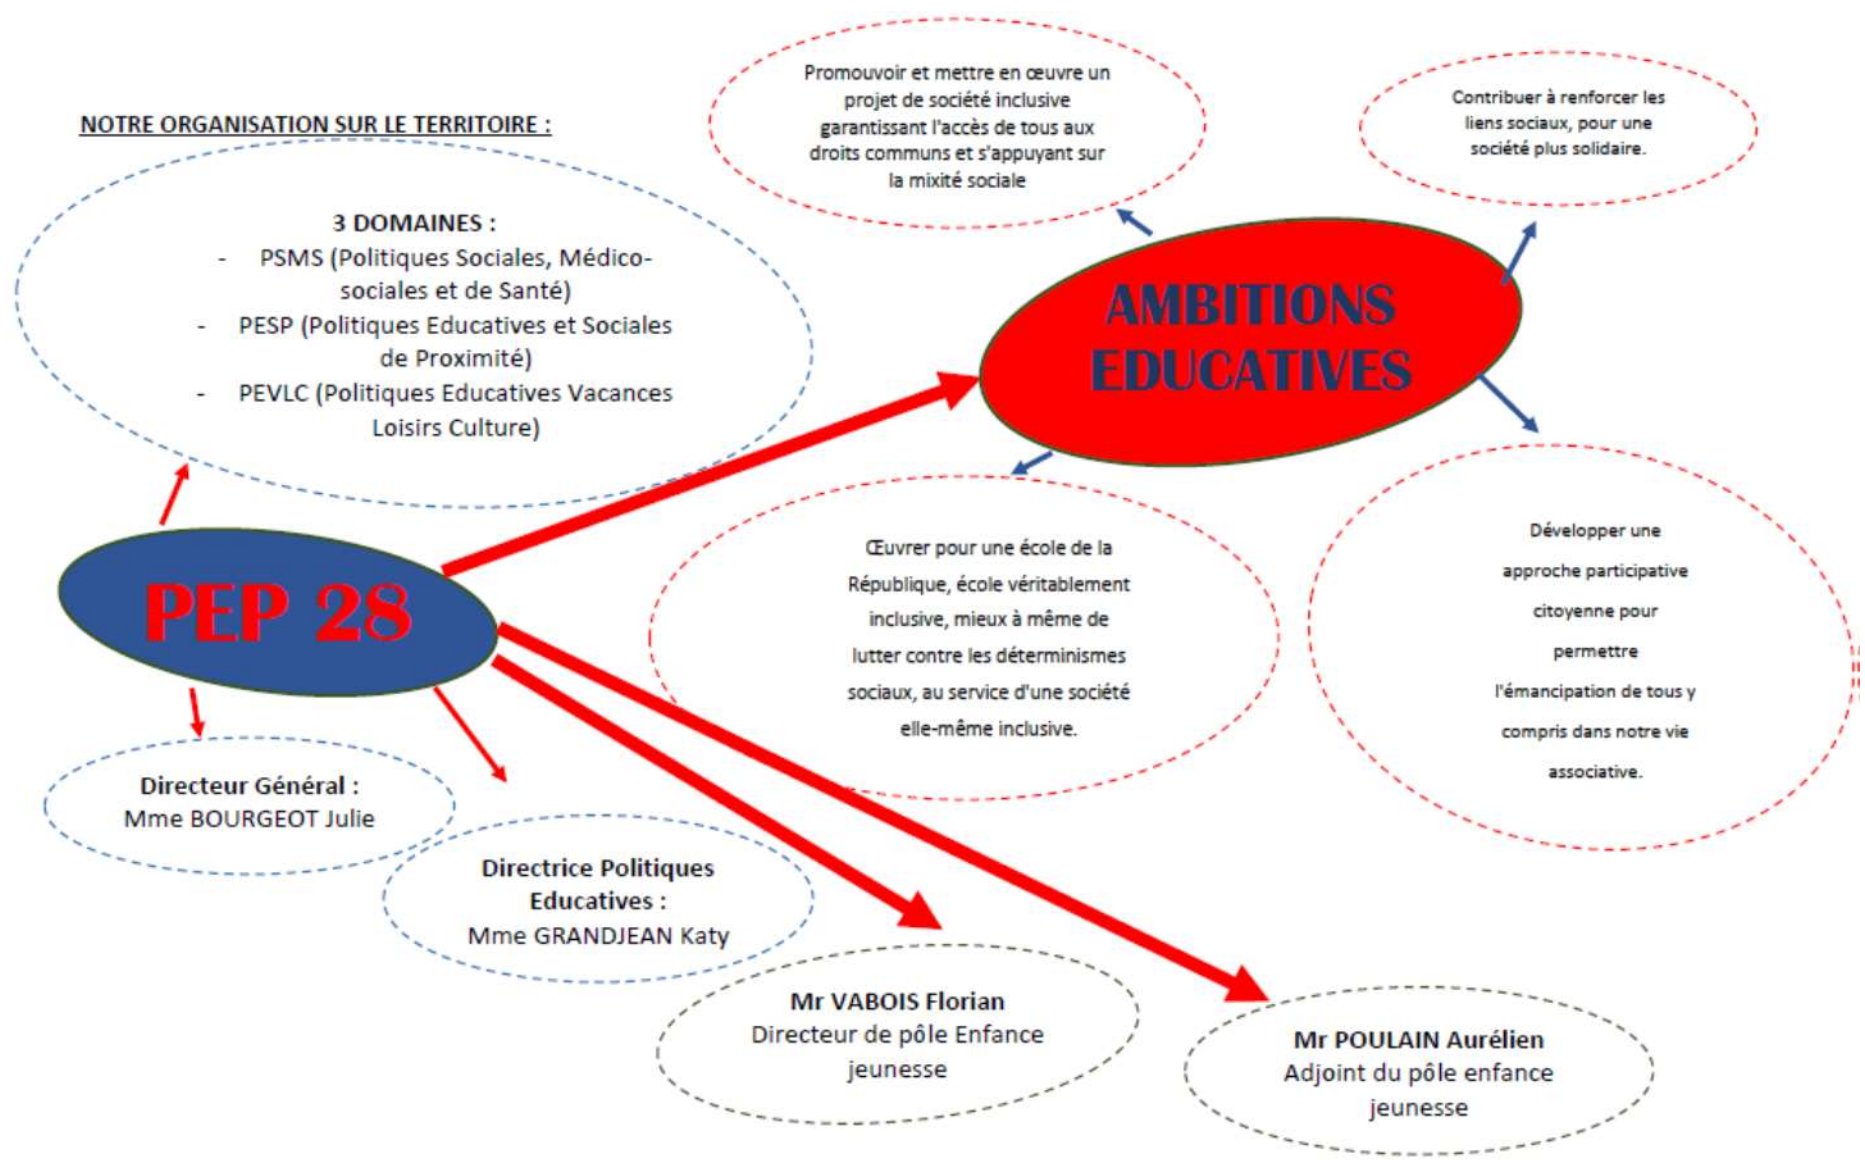 NOTRE ORGANISATION SUR LE TERRITOIRE :
3 DOMAINES :
- PSMS (Politiques Sociales, Médico-
sociales et de Santé)
- PESP (Politiques Educatives et Sociales
de Proximité)
- PEVLC (Politiques Educatives Vacances
Loisirs Culture)
Promouvoir et mettre en œuvre un
projet de société inclusive
garantissant l'accès de tous aux
droits communs et s'appuyant sur
la mixité sociale
Contribuer à renforcer les
liens sociaux, pour une
société plus solidaire.
AMBITIONS
EDUCATIVES
PEP 28
Œuvrer pour une école de la
République, école véritablement
inclusive, mieux à même de
lutter contre les déterminismes
sociaux, au service d'une société
elle-même inclusive.
Développer une
approche participative
citoyenne pour
permettre
l'émancipation de tous y
compris dans notre vie
associative.
Directeur Général :
Mme BOURGEOT Julie
Directrice Politiques
Educatives :
Mme GRANDJEAN Katy
Mr VABOIS Florian
Directeur de pôle Enfance
jeunesse
Mr POULAIN Aurélien
Adjoint du pôle enfance
jeunesse